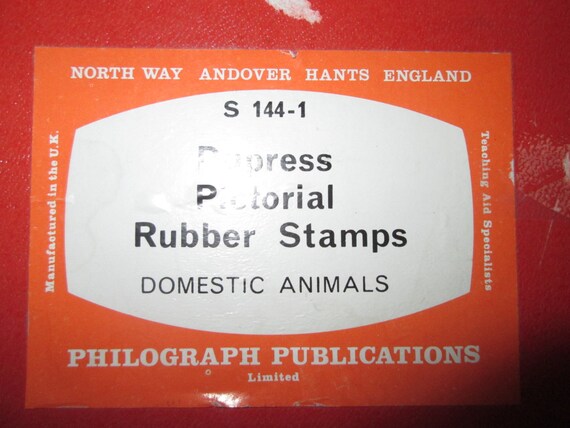 NORTH WAY ANDOVER HANTS ENGLAND
S 144-1
Pictorial
Rubber Stamps
DOMESTIC ANIMALS
Manufactured in the U.K.
Teaching Aid Specialists
PHILOGRAPH PUBLICATIONS
Limited